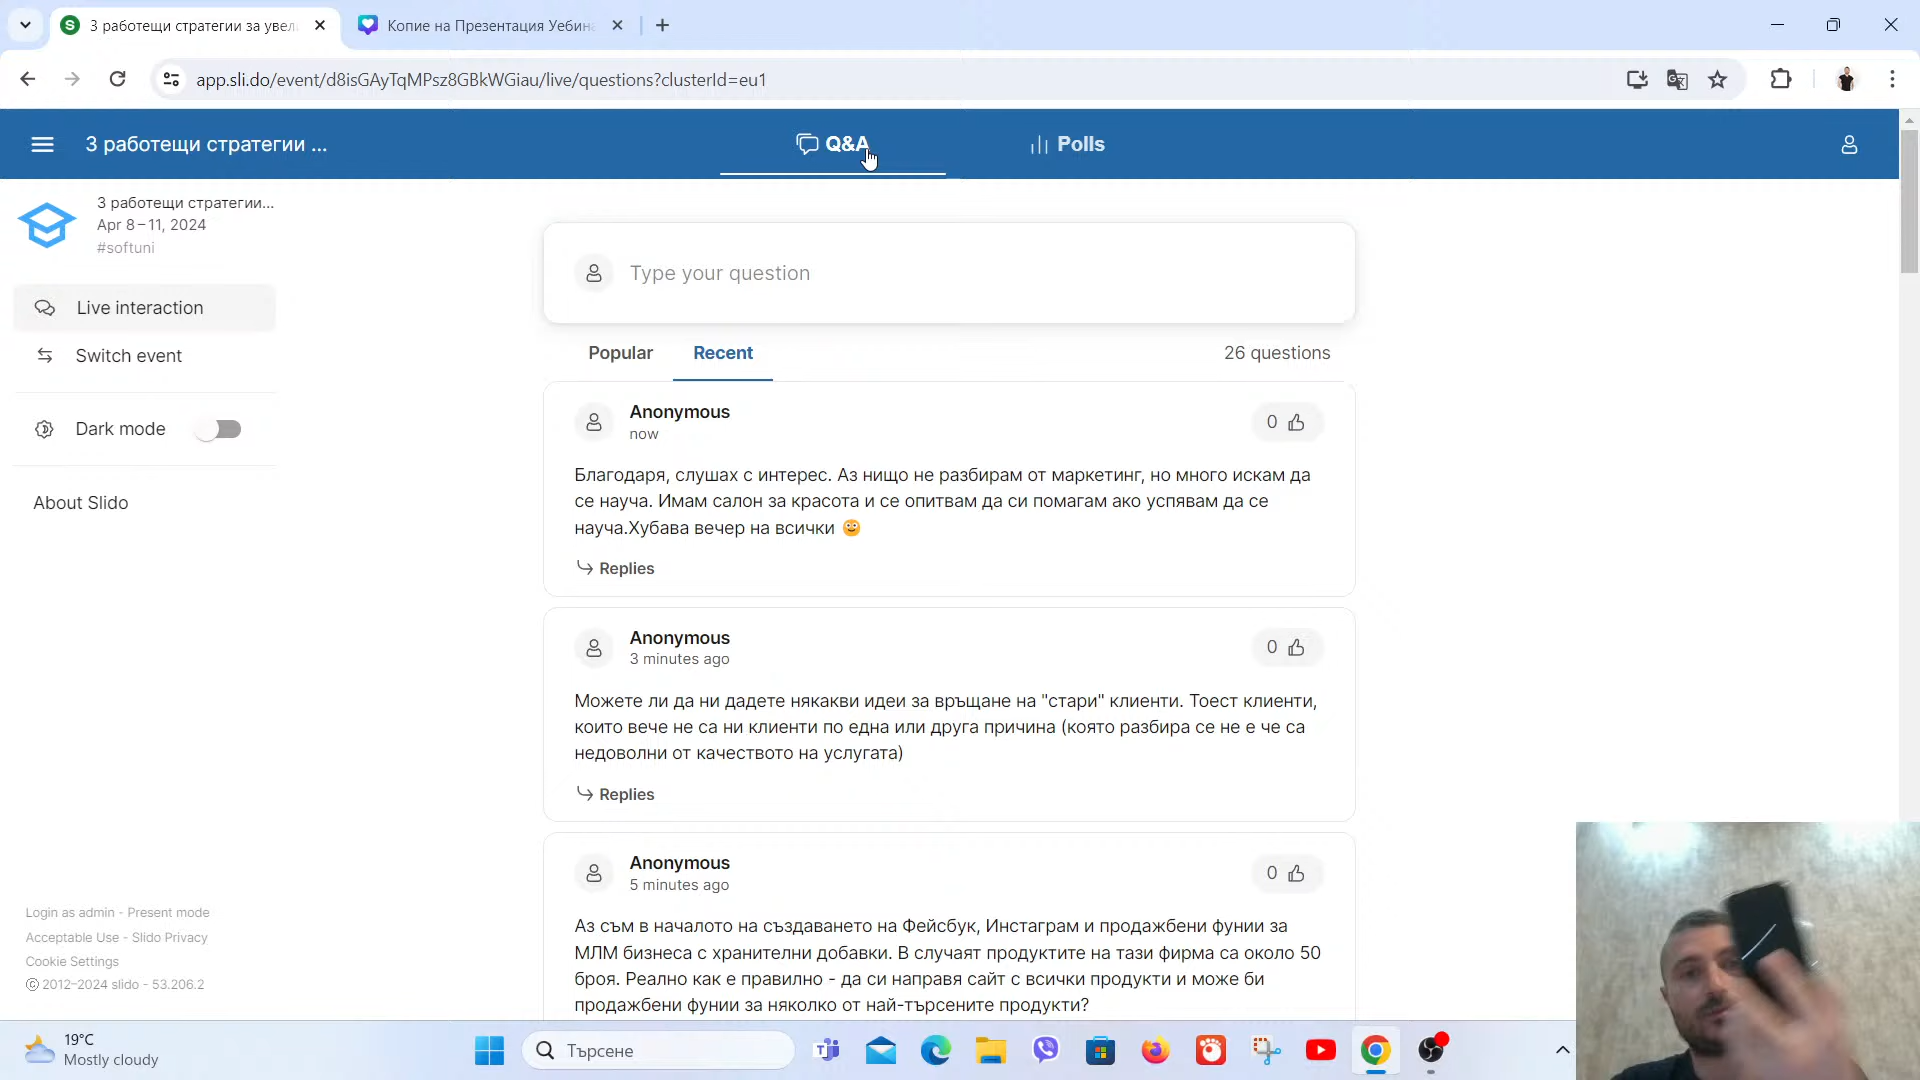 3 работещи стратегии за увел
Копие на Презентация Уебина
app.sli.do/event/d8isGAyTqMPsz8GBkWGiau/live/questions?clusterId=eu1
3 работещи стратегии ...
Q&A
Polls
3 работещи стратегии...
Apr 8–11, 2024
#softuni
Live interaction
Switch event
Dark mode
About Slido
Login as admin - Present mode
Acceptable Use - Slido Privacy
Cookie Settings
© 2012–2024 slido - 53.206.2
Type your question
Popular
Recent
26 questions
Anonymous
now
0
Благодаря, слушах с интерес. Аз нищо не разбирам от маркетинг, но много искам да
се науча. Имам салон за красота и се опитвам да си помагам ако успявам да се
науча.Хубава вечер на всички
Replies
Anonymous
3 minutes ago
0
Можете ли да ни дадете някакви идеи за връщане на "стари" клиенти. Тоест клиенти,
които вече не са ни клиенти по една или друга причина (която разбира се не е че са
недоволни от качеството на услугата)
Replies
Anonymous
5 minutes ago
0
Аз съм в началото на създаването на Фейсбук, Инстаграм и продажбени фунии за
МЛМ бизнеса с хранителни добавки. В случаят продуктите на тази фирма са около 50
броя. Реално как е правилно - да си направя сайт с всички продукти и може би
продажбени фунии за няколко от най-търсените продукти?
19°C
Mostly cloudy
Търсене